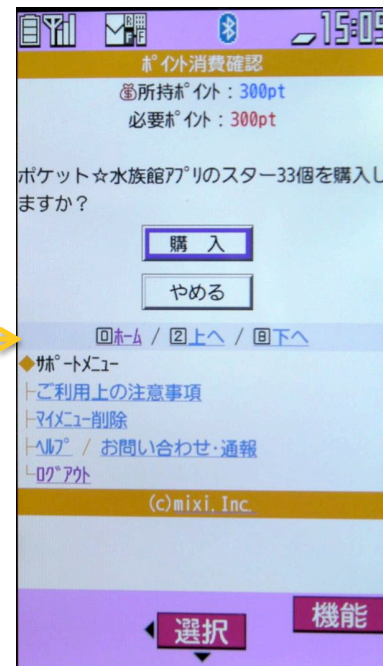 15:05
ﾎﾟｲﾝﾄ消費確認
所持ﾎﾟｲﾝﾄ：300pt
必要ﾎﾟｲﾝﾄ：300pt
ポケット☆水族館ｱﾌﾟﾘのスター33個を購入し
ますか？
購 入
やめる
0ﾎｰﾑ / 2上へ / 8下へ
◆ｻﾎﾟｰﾄﾒﾆｭｰ
├ご利用上の注意事項
├ﾏｲﾒﾆｭｰ削除
├ﾍﾙﾌﾟ / お問い合わせ･通報
└ﾛｸﾞｱｳﾄ
(c)mixi,Inc.
機能
選択